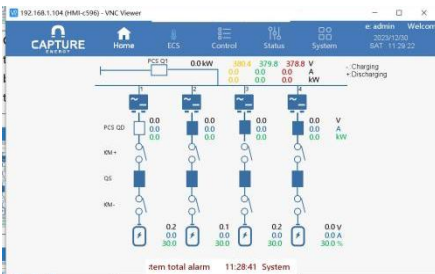 192.168.1.104 (HMI-c596) - VNC Viewer
e: admin Welcom
CAPTURE
ENERGY
Home
ECS
Control
Status
System
2023/12/30
SAT 11:29:22
PCS Q1
0.0kW
380.4 379.8 378.8 V
0.0 0.0 0.0 A
0.0 0.0 0.0 kW
- :Charging
+:Discharging
1 2 3 4
PCS QD
0.0 0.0 0.0 0.0 V
0.0 0.0 0.0 0.0 A
0.0 0.0 0.0 0.0 kW
KM+
QS
KM-
0.2 0.1 0.2 0.0 V
0.0 0.0 0.0 0.0 A
30.0 30.0 30.0 30.0 %
tem total alarm 11:28:41 System